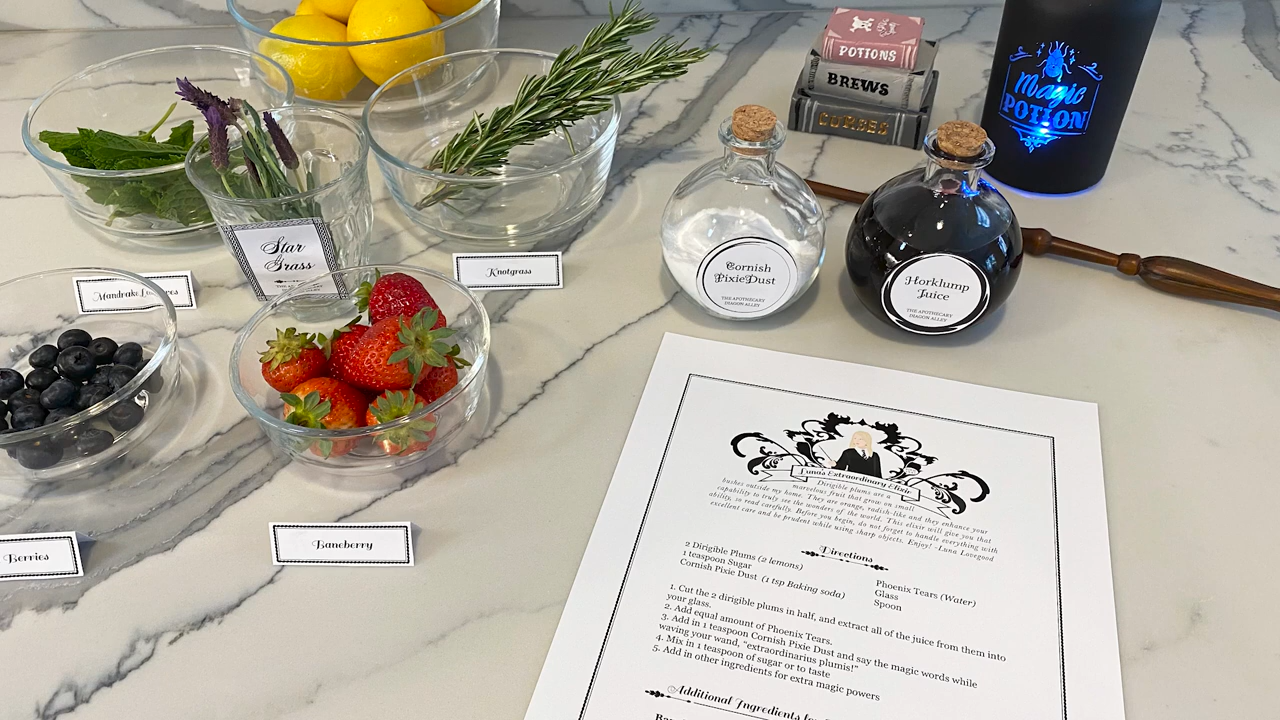 POTIONS
BREWS
CURSES
Magic
POTION
Star
Grass
Knotgrass
Cornish
PixieDust
THE APOTHECARY
DIAGON ALLEY
Horklump
Juice
THE APOTHECARY
DIAGON ALLEY
Mandrake
Berries
Baneberry
Luna's Extraordinary Elixir
Dirigible plums are a
marvelous fruit that grow on small
bushes outside my home. They are orange, radish-like and they enhance your
capability to truly see the wonders of the world. This elixir will give you that
ability, so read carefully. Before you begin, do not forget to handle everything with
excellent care and be prudent while using sharp objects. Enjoy! -Luna Lovegood
Directions
2 Dirigible Plums (2 lemons)
1 teaspoon Sugar
Cornish Pixie Dust (1 tsp Baking soda)
Phoenix Tears (Water)
Glass
Spoon
1. Cut the 2 dirigible plums in half, and extract all of the juice from them into
your glass.
2. Add equal amount of Phoenix Tears.
3. Add in 1 teaspoon Cornish Pixie Dust and say the magic words while
waving your wand, "extraordinarius plumis!"
4. Mix in 1 teaspoon of sugar or to taste
5. Add in other ingredients for extra magic powers
Additional Ingredients for